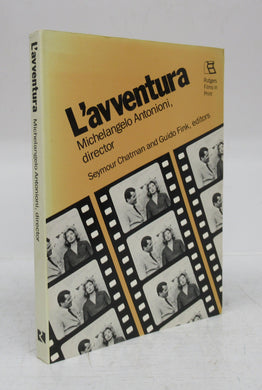 L'avventura
Michelangelo Antonioni,
director
Seymour Chatman and Guido Fink, editors
Rutgers
Films in
Print
L'avventura
Michelangelo Antonioni, director